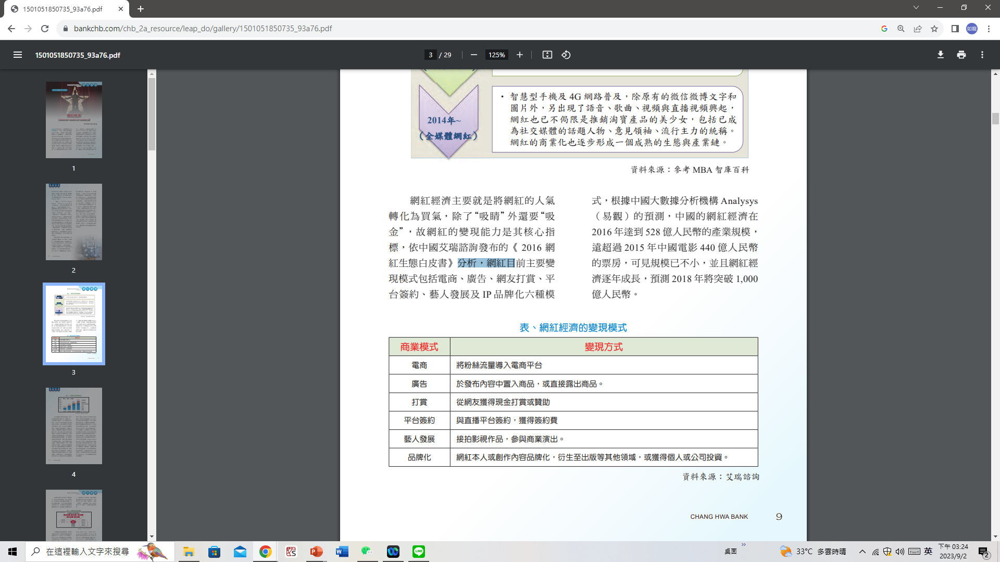 1501051850735_93a76.pdf
bankchb.com/chb_2a_resource/leap_do/gallery/1501051850735_93a76.pdf
如龍
1501051850735_93a76.pdf
3 / 29
125%
1
2
3
4
2014年~
(全媒體網紅)
• 智慧型手機及 4G 網路普及，除原有的微信微博文字和
圖片外，另出現了語音、歌曲、視頻與直播視頻興起，
網紅也已不侷限是推銷淘寶產品的美少女，包括已成
為社交媒體的話題人物、意見領袖、流行主力的統稱。
網紅的商業化也逐步形成一個成熟的生態與產業鏈。
資料來源：參考 MBA 智庫百科
網紅經濟主要就是將網紅的人氣
轉化為買氣，除了“吸睛”外還要“吸
金”，故網紅的變現能力是其核心指
標，依中國艾瑞諮詢發布的《 2016 網
紅生態白皮書》分析，網紅目前主要變
現模式包括電商、廣告、網友打賞、平
台簽約、藝人發展及 IP 品牌化六種模
式，根據中國大數據分析機構 Analysys
（易觀）的預測，中國的網紅經濟在
2016 年達到 528 億人民幣的產業規模，
遠超過 2015 年中國電影 440 億人民幣
的票房，可見規模已不小，並且網紅經
濟逐年成長，預測 2018 年將突破 1,000
億人民幣。
表、網紅經濟的變現模式
商業模式 變現方式
電商 將粉絲流量導入電商平台
廣告 於發布內容中置入商品，或直接露出商品。
打賞 從網友獲得現金打賞或贊助
平台簽約 與直播平台簽約，獲得簽約費
藝人發展 接拍影視作品，參與商業演出。
品牌化 網紅本人或創作內容品牌化，衍生至出版等其他領域，或獲得個人或公司投資。
資料來源：艾瑞諮詢
CHANG HWA BANK 9
在這裡輸入文字來搜尋
桌面
33°C 多雲時晴
英
下午 03:24
2023/9/2
2